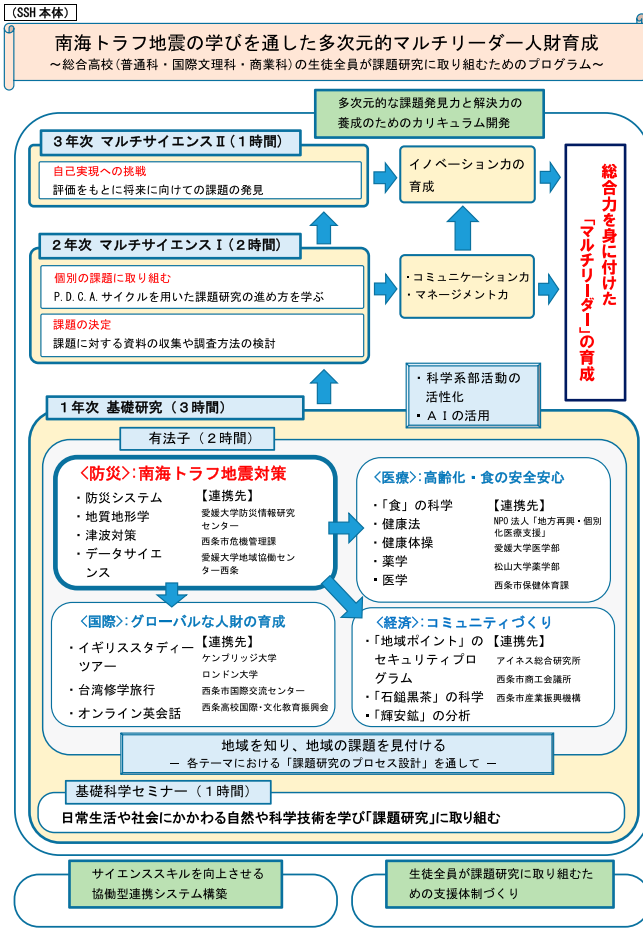 (SSH 本体)
南海トラフ地震の学びを通した多次元的マルチリーダー人財育成
～総合高校(普通科・国際文理科・商業科)の生徒全員が課題研究に取り組むためのプログラム～
多次元的な課題発見力と解決力の
養成のためのカリキュラム開発
３年次 マルチサイエンスⅡ(１時間)
自己実現への挑戦
評価をもとに将来に向けての課題の発見
イノベーション力の
育成
総合力を身に付けた
「マルチリーダー」の育成
２年次 マルチサイエンスⅠ(２時間)
個別の課題に取り組む
P.D.C.A.サイクルを用いた課題研究の進め方を学ぶ
課題の決定
課題に対する資料の収集や調査方法の検討
・コミュニケーション力
・マネージメント力
・科学系部活動の
活性化
・ＡＩの活用
１年次 基礎研究(３時間)
有法子(２時間)
〈防災〉：南海トラフ地震対策
・防災システム
・地質地形学
・津波対策
・データサイエ
ンス
【連携先】
愛媛大学防災情報研究
センター
西条市危機管理課
愛媛大学地域協働セン
ター西条
〈医療〉：高齢化・食の安全安心
・「食」の科学
・健康法
・健康体操
・薬学
・医学
【連携先】
NPO 法人「地方再興・個別
化医療支援」
愛媛大学医学部
松山大学薬学部
西条市保健体育課
〈国際〉：グローバルな人財の育成
・イギリススタディー
ツアー
・台湾修学旅行
・オンライン英会話
【連携先】
ケンブリッジ大学
ロンドン大学
西条市国際交流センター
西条高校国際・文化教育振興会
〈経済〉：コミュニティづくり
・「地域ポイント」の
セキュリティプロ
グラム
・「石鎚黒茶」の科学
・「輝安鉱」の分析
【連携先】
アイネス総合研究所
西条市商工会議所
西条市産業振興機構
地域を知り、地域の課題を見付ける
― 各テーマにおける「課題研究のプロセス設計」を通して ―
基礎科学セミナー(１時間)
日常生活や社会にかかわる自然や科学技術を学び「課題研究」に取り組む
サイエンススキルを向上させる
協働型連携システム構築
生徒全員が課題研究に取り組むた
めの支援体制づくり